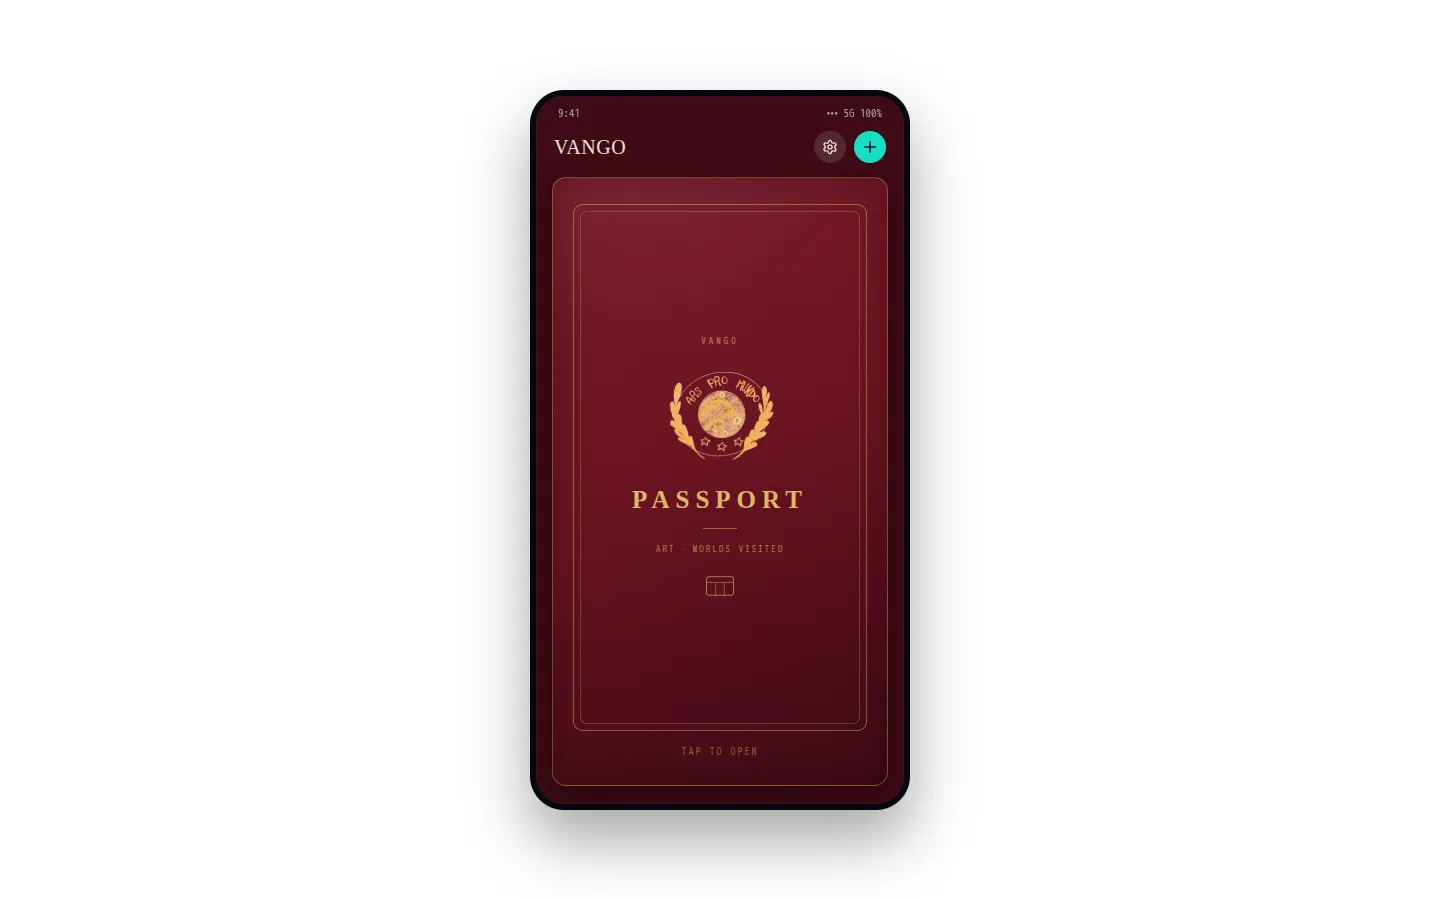 9:41 ••• 5G 100%
VANGO
VANGO
ARS PRO MUNDO
PASSPORT
ART · WORLDS VISITED
TAP TO OPEN